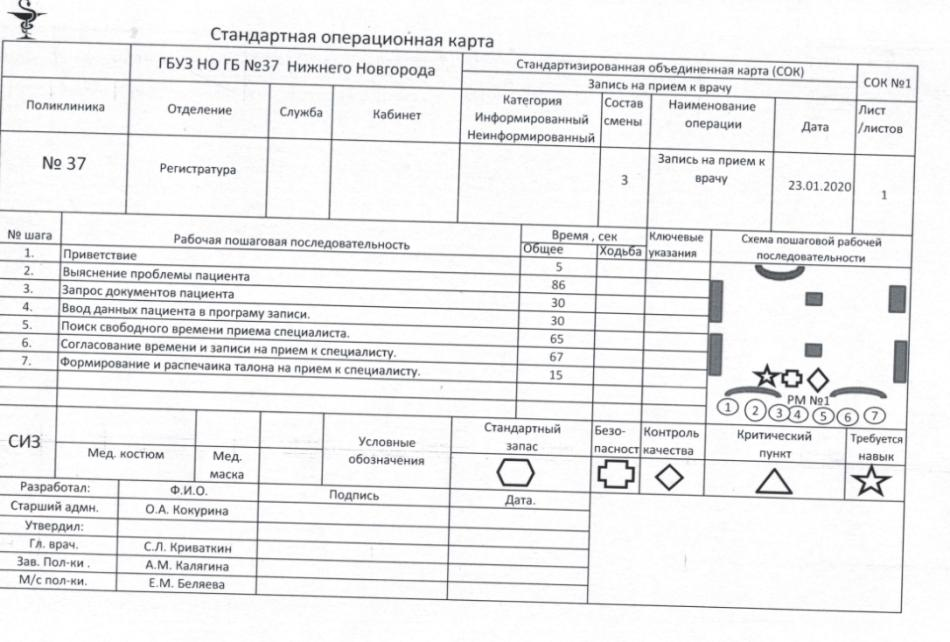 Стандартная операционная карта
ГБУЗ НО ГБ №37 Нижнего Новгорода
Стандартизированная объединенная карта (СОК)
Запись на прием к врачу
СОК №1
Поликлиника
Отделение
Служба
Кабинет
Категория
Информированный
Неинформированный
Состав
смены
Наименование
операции
Дата
Лист
/листов
№ 37
Регистратура
3
Запись на прием к
врачу
23.01.2020
1
№ шага
Рабочая пошаговая последовательность
Время , сек
Общее
Ходьба
Ключевые
указания
Схема пошаговой рабочей
последовательности
1. Приветствие 5
2. Выяснение проблемы пациента 86
3. Запрос документов пациента 30
4. Ввод данных пациента в програму записи. 30
5. Поиск свободного времени приема специалиста. 65
6. Согласование времени и записи на прием к специалисту. 67
7. Формирование и распечаика талона на прием к специалисту. 15
РМ №1
1 2 3 4 5 6 7
СИЗ
Мед. костюм
Мед.
маска
Условные
обозначения
Стандартный
запас
Безо-
пасност
Контроль
качества
Критический
пункт
Требуется
навык
Разработал: Ф.И.О. Подпись Дата.
Старший адмн. О.А. Кокурина
Утвердил:
Гл. врач. С.Л. Криваткин
Зав. Пол-ки . А.М. Калягина
М/с пол-ки. Е.М. Беляева